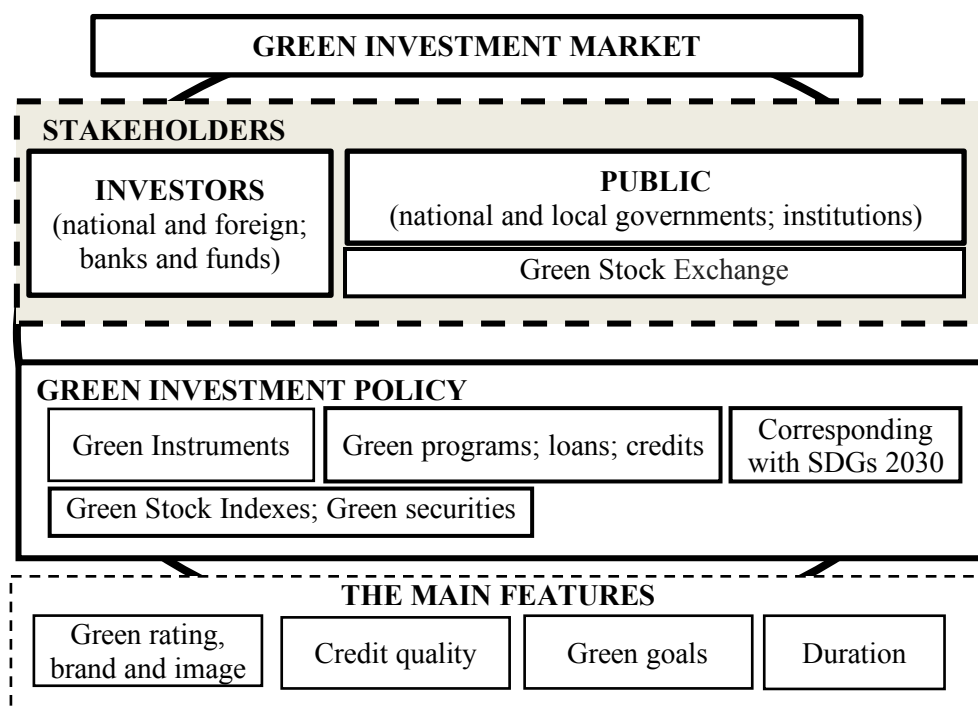 GREEN INVESTMENT MARKET
STAKEHOLDERS
INVESTORS
(national and foreign;
banks and funds)
PUBLIC
(national and local governments; institutions)
Green Stock Exchange
GREEN INVESTMENT POLICY
Green Instruments
Green programs; loans; credits
Corresponding
with SDGs 2030
Green Stock Indexes; Green securities
THE MAIN FEATURES
Green rating,
brand and image
Credit quality
Green goals
Duration